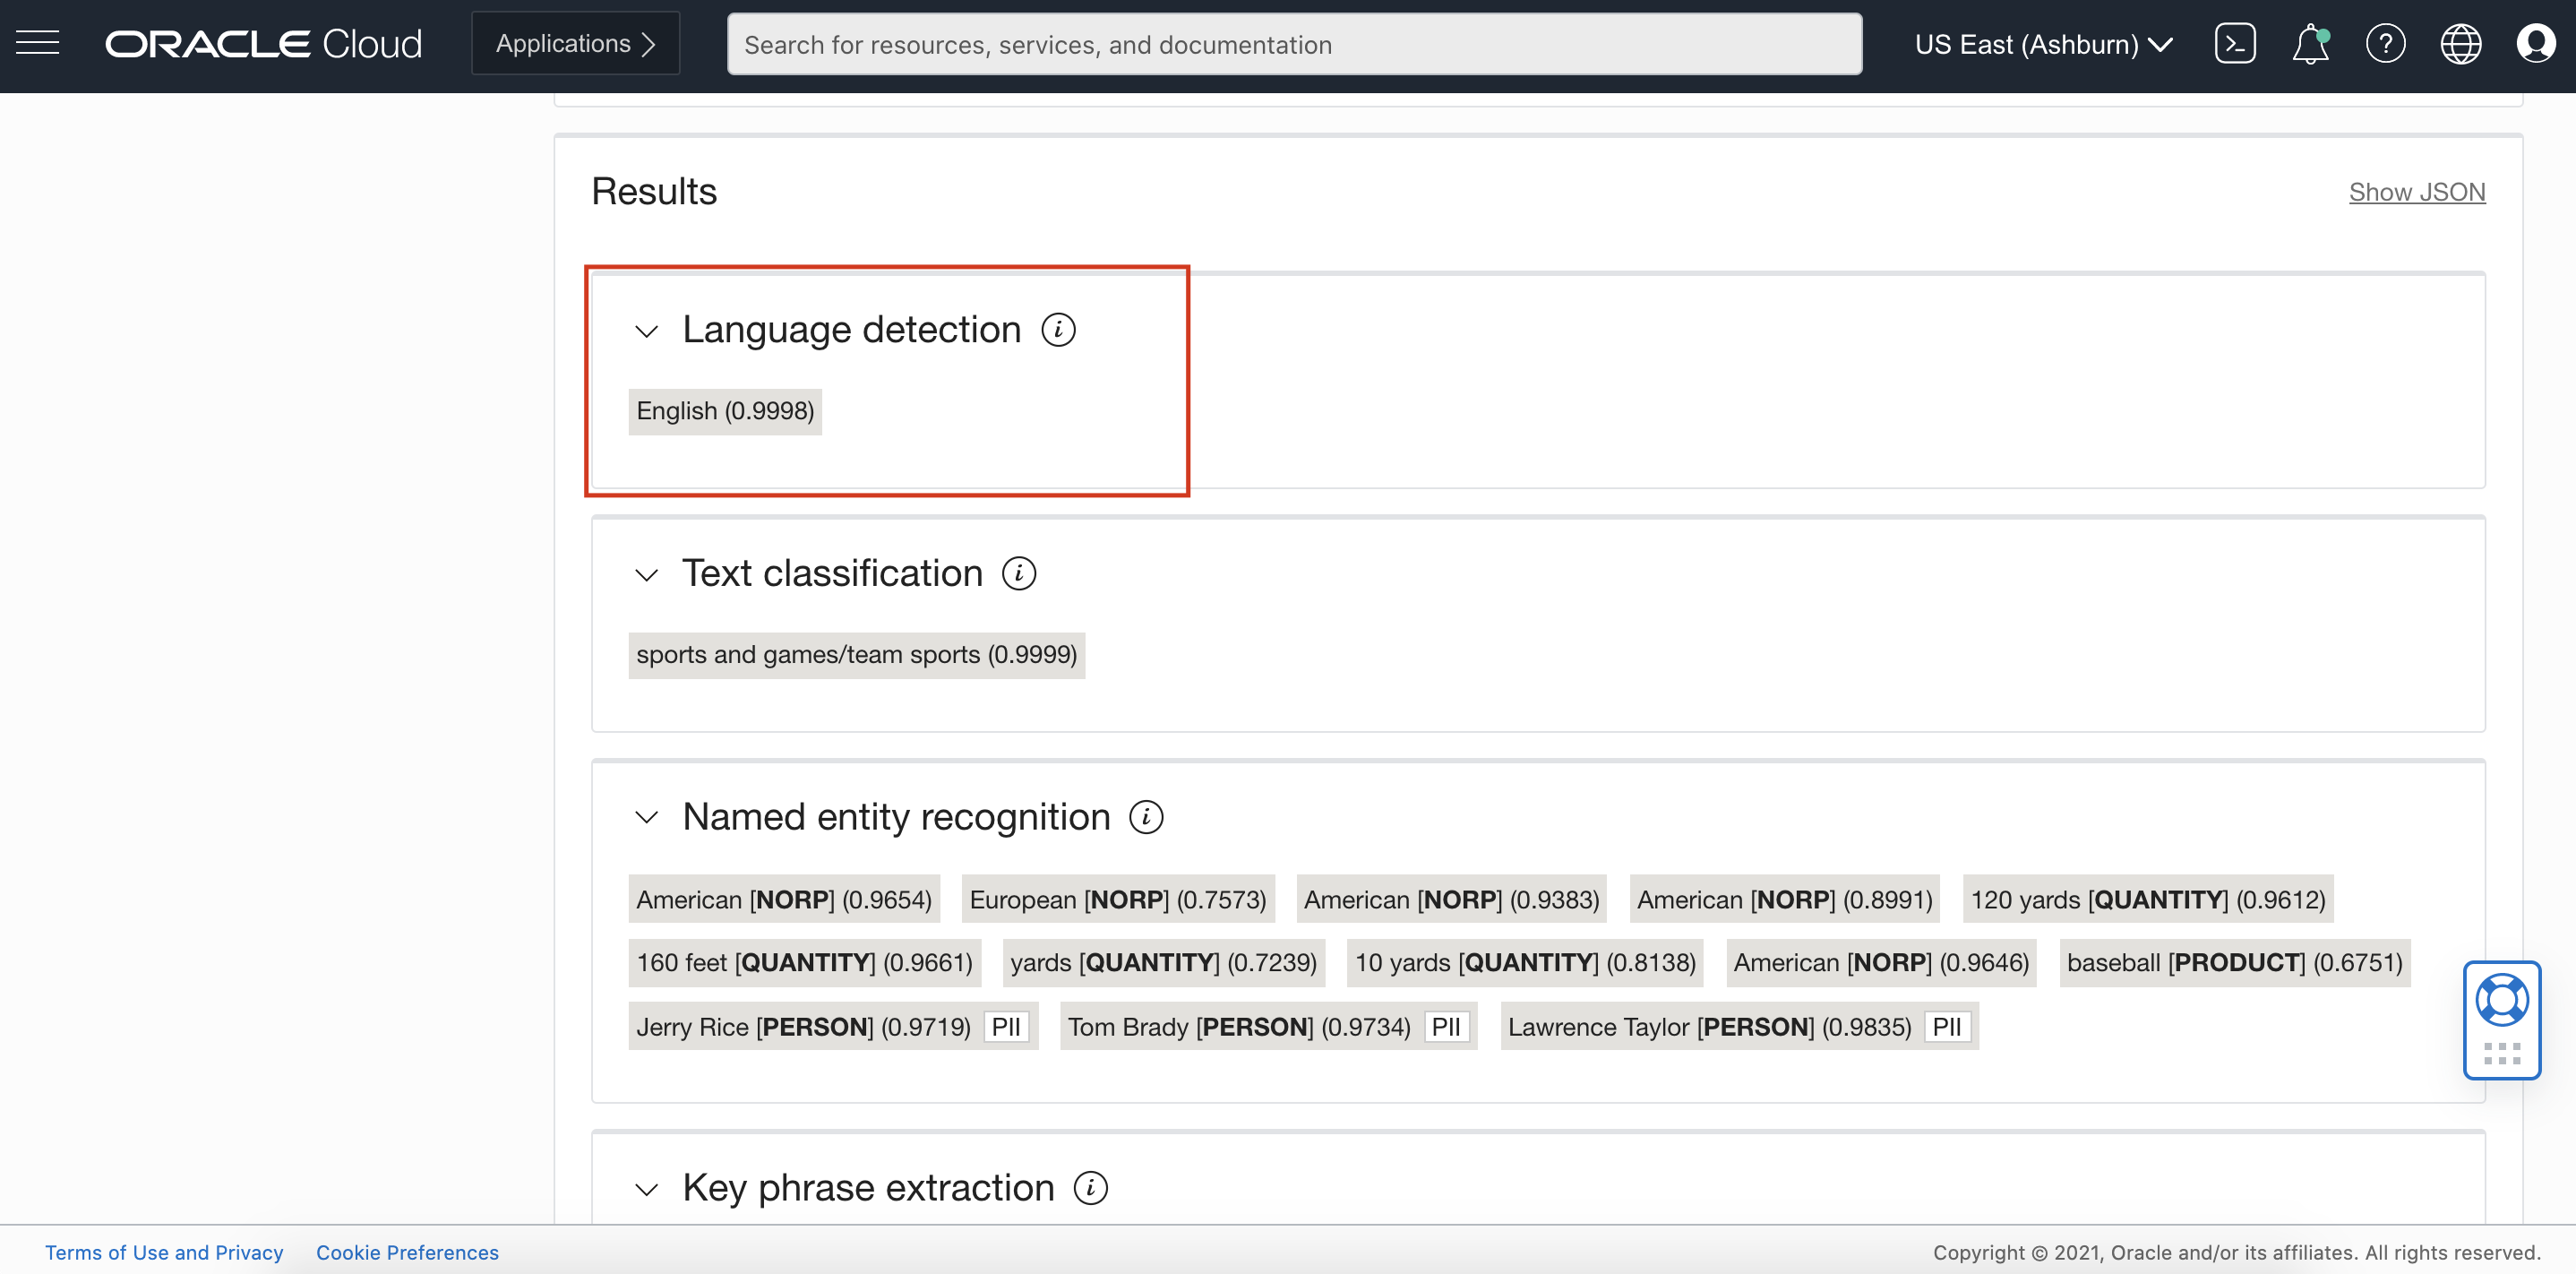 ORACLE Cloud
Applications
Search for resources, services, and documentation
US East (Ashburn)
Results
Show JSON
Language detection
English (0.9998)
Text classification
sports and games/team sports (0.9999)
Named entity recognition
American [NORP] (0.9654) European [NORP] (0.7573) American [NORP] (0.9383) American [NORP] (0.8991) 120 yards [QUANTITY] (0.9612)
160 feet [QUANTITY] (0.9661) yards [QUANTITY] (0.7239) 10 yards [QUANTITY] (0.8138) American [NORP] (0.9646) baseball [PRODUCT] (0.6751)
Jerry Rice [PERSON] (0.9719) PII Tom Brady [PERSON] (0.9734) PII Lawrence Taylor [PERSON] (0.9835) PII
Key phrase extraction
Terms of Use and Privacy Cookie Preferences
Copyright © 2021, Oracle and/or its affiliates. All rights reserved.